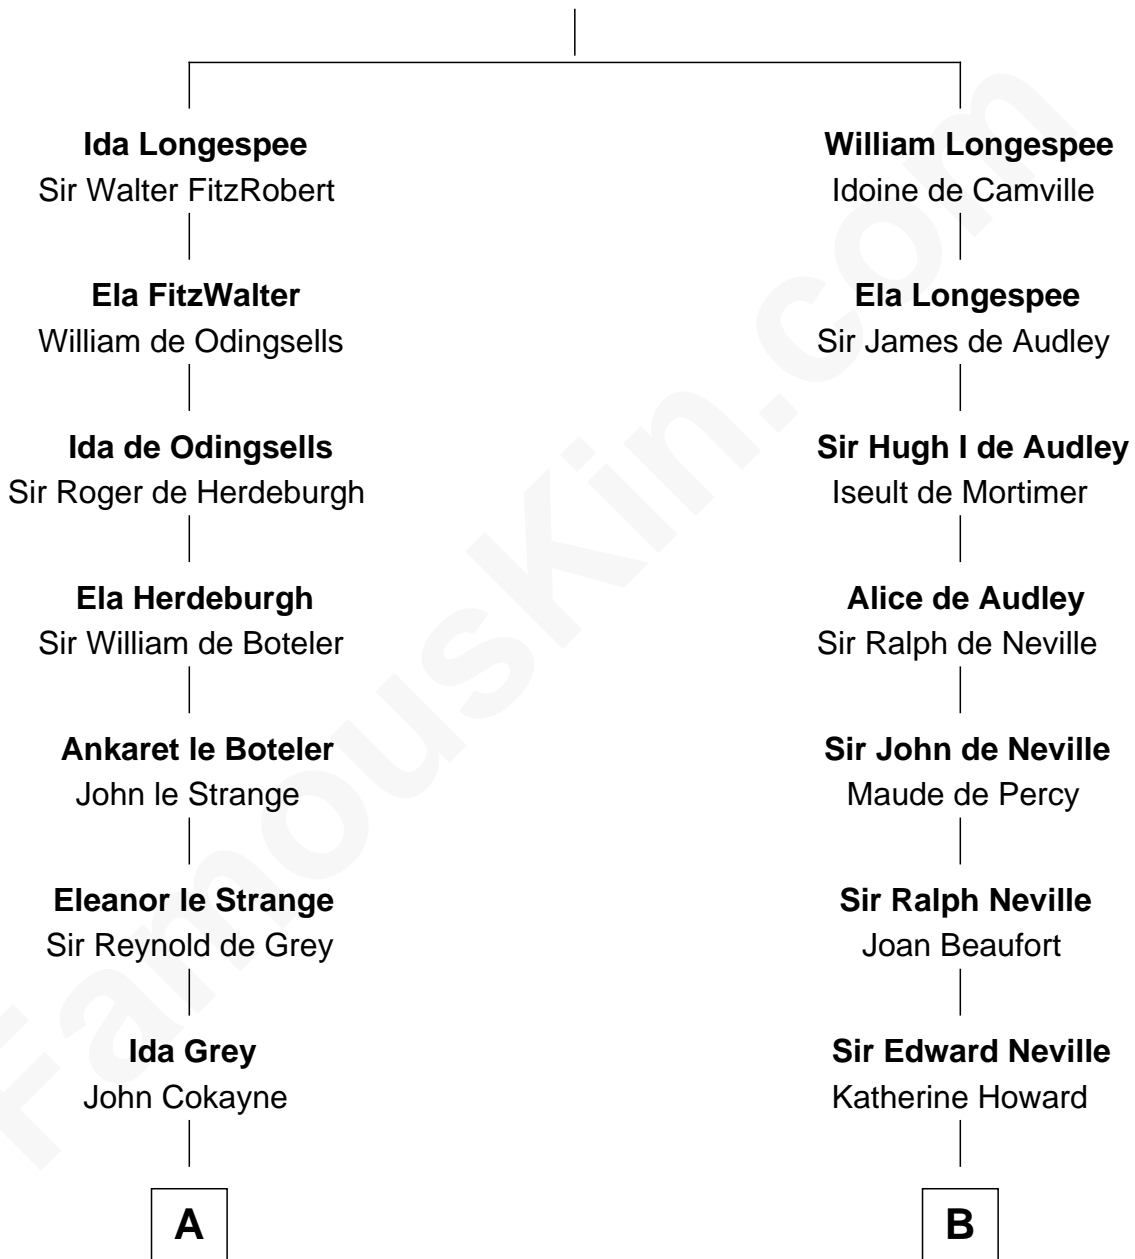 Ida Longespee
Sir Walter FitzRobert
Ela FitzWalter
William de Odingsells
Ida de Odingsells
Sir Roger de Herdeburgh
Ela Herdeburgh
Sir William de Boteler
Ankaret le Boteler
John le Strange
Eleanor le Strange
Sir Reynold de Grey
Ida Grey
John Cokayne
A
William Longespee
Idoine de Camville
Ela Longespee
Sir James de Audley
Sir Hugh I de Audley
Iseult de Mortimer
Alice de Audley
Sir Ralph de Neville
Sir John de Neville
Maude de Percy
Sir Ralph Neville
Joan Beaufort
Sir Edward Neville
Katherine Howard
B
FamousKin.com